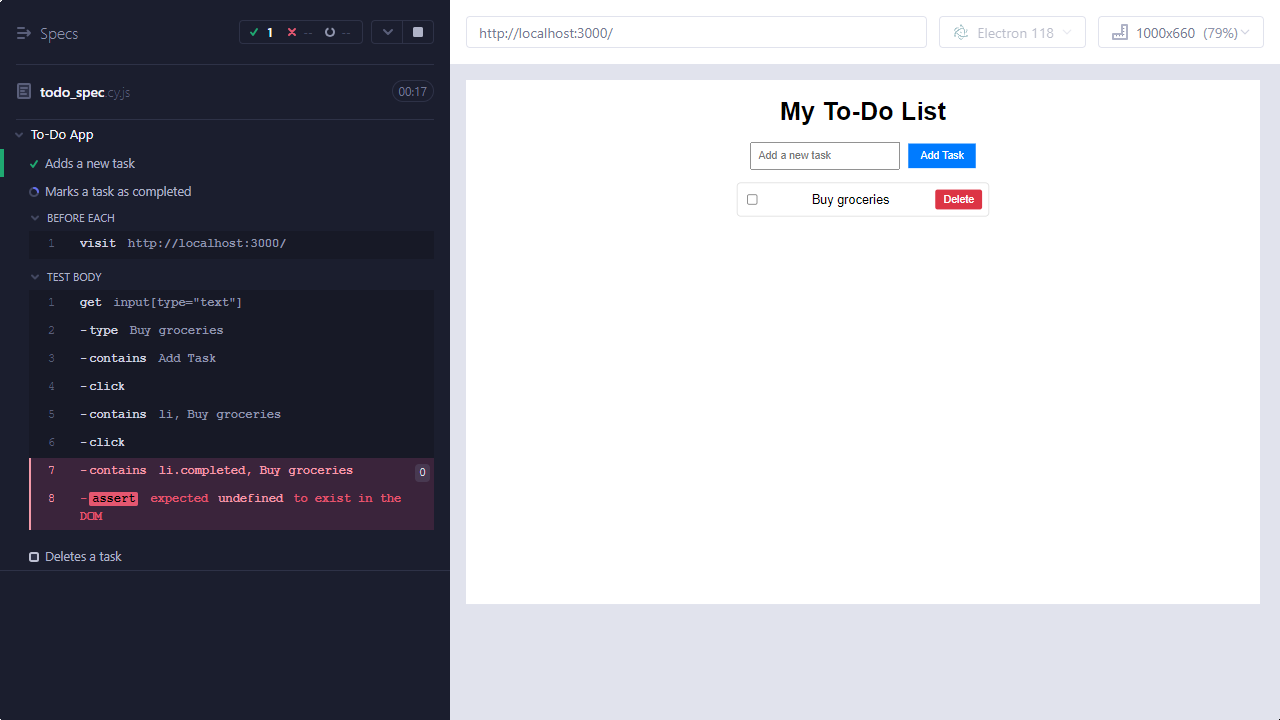 Specs
1 -- --
todo_spec.cy.js
00:17
To-Do App
Adds a new task
Marks a task as completed
BEFORE EACH
1 visit http://localhost:3000/
TEST BODY
1 get input[type="text"]
2 -type Buy groceries
3 -contains Add Task
4 -click
5 -contains li, Buy groceries
6 -click
7 -contains li.completed, Buy groceries 0
8 -assert expected undefined to exist in the
DOM
Deletes a task
http://localhost:3000/
Electron 118
1000x660 (79%)
My To-Do List
Add a new task
Add Task
Buy groceries
Delete